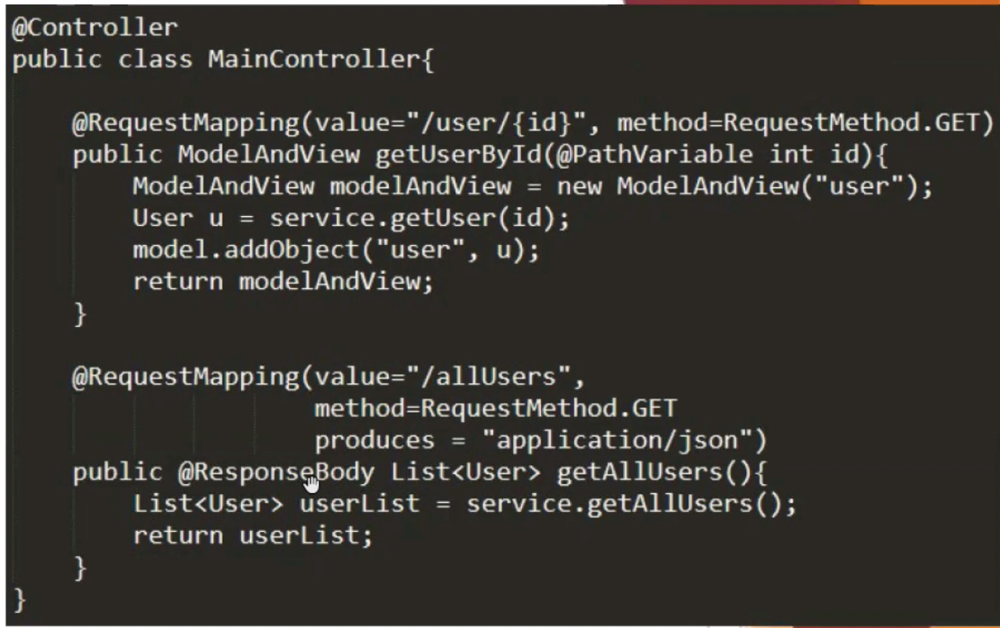 @Controller
public class MainController{
@RequestMapping(value="/user/{id}", method=RequestMethod.GET)
public ModelAndView getUserById(@PathVariable int id){
ModelAndView modelAndView = new ModelAndView("user");
User u = service.getUser(id);
model.addObject("user", u);
return modelAndView;
}
@RequestMapping(value="/allUsers",
method=RequestMethod.GET
produces = "application/json")
public @ResponseBody List<User> getAllUsers(){
List<User> userList = service.getAllUsers();
return userList;
}
}